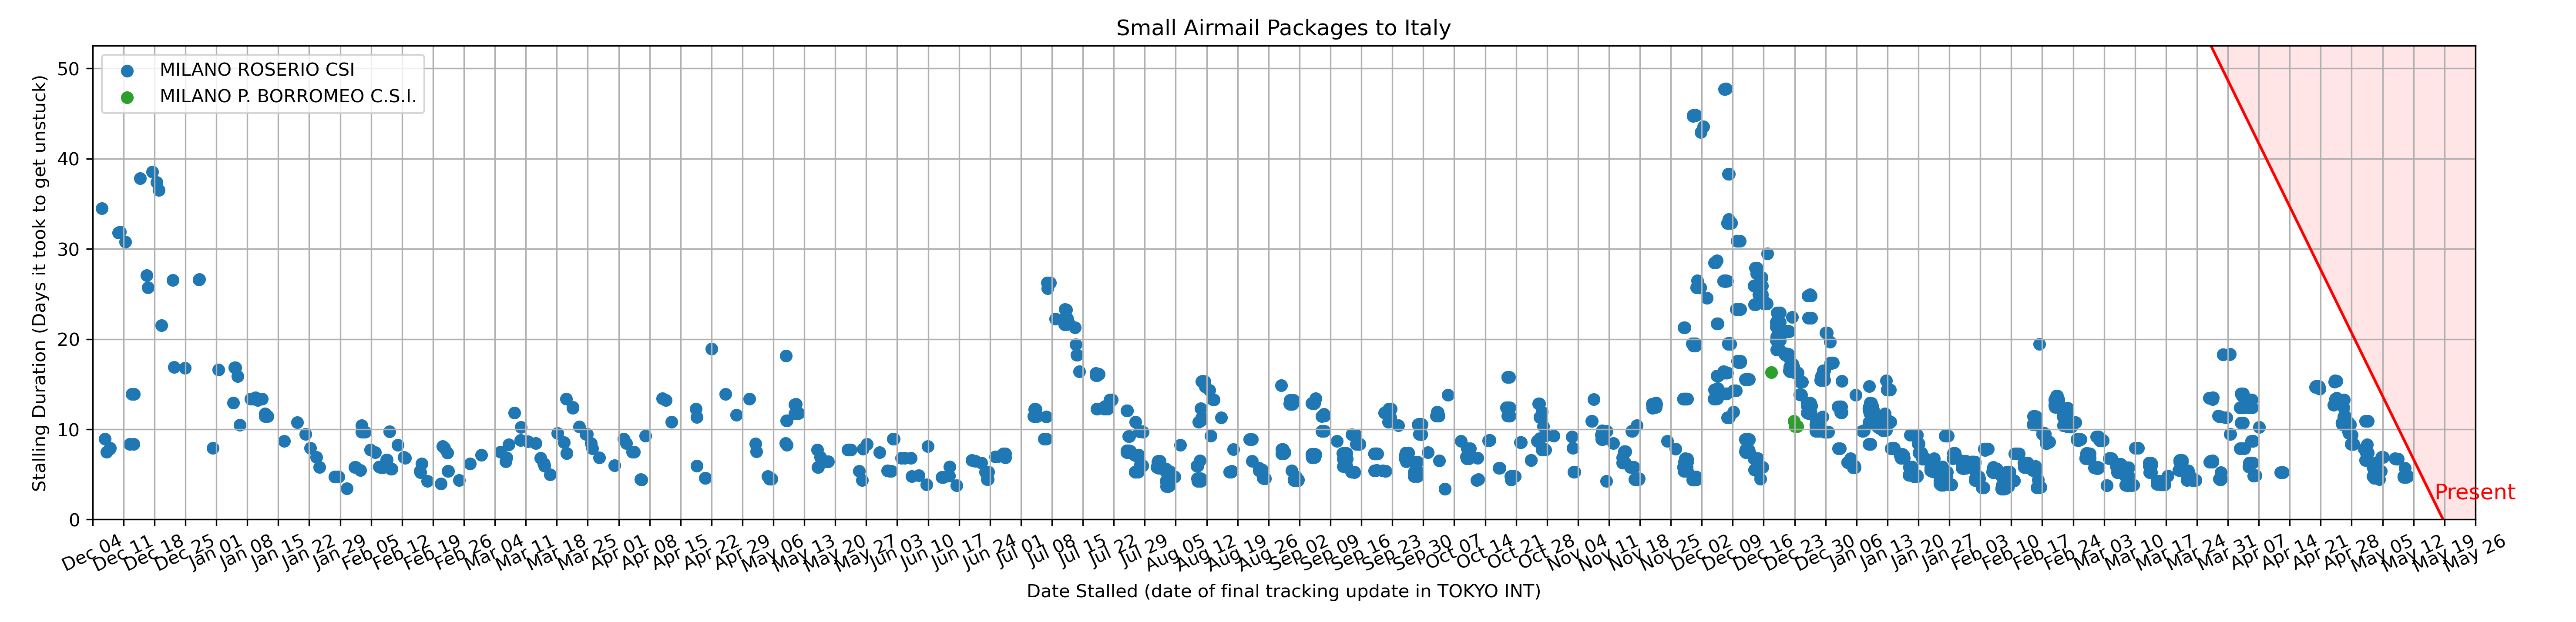 Small Airmail Packages to Italy
MILANO ROSERIO CSI
MILANO P. BORROMEO C.S.I.
Stalling Duration (Days it took to get unstuck)
50
40
30
20
10
0
Present
Dec 04
Dec 11
Dec 18
Dec 25
Jan 01
Jan 08
Jan 15
Jan 22
Jan 29
Feb 05
Feb 12
Feb 19
Feb 26
Mar 04
Mar 11
Mar 18
Mar 25
Apr 01
Apr 08
Apr 15
Apr 22
Apr 29
May 06
May 13
May 20
May 27
Jun 03
Jun 10
Jun 17
Jun 24
Jul 01
Jul 08
Jul 15
Jul 22
Jul 29
Aug 05
Aug 12
Aug 19
Aug 26
Sep 02
Sep 09
Sep 16
Sep 23
Sep 30
Oct 07
Oct 14
Oct 21
Oct 28
Nov 04
Nov 11
Nov 18
Nov 25
Dec 02
Dec 09
Dec 16
Dec 23
Dec 30
Jan 06
Jan 13
Jan 20
Jan 27
Feb 03
Feb 10
Feb 17
Feb 24
Mar 03
Mar 10
Mar 17
Mar 24
Mar 31
Apr 07
Apr 14
Apr 21
Apr 28
May 05
May 12
May 19
May 26
Date Stalled (date of final tracking update in TOKYO INT)